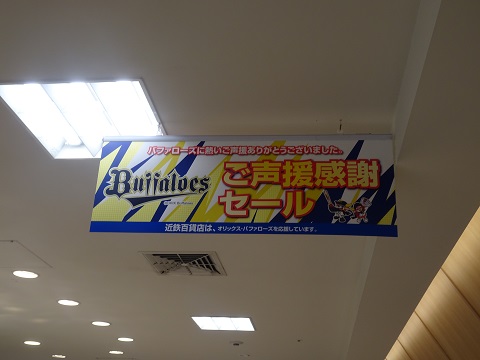 バファローズに熱いご声援ありがとうございました。
Buffaloes
ご声援感謝
セール
近鉄百貨店は、オリックス・バファローズを応援しています。